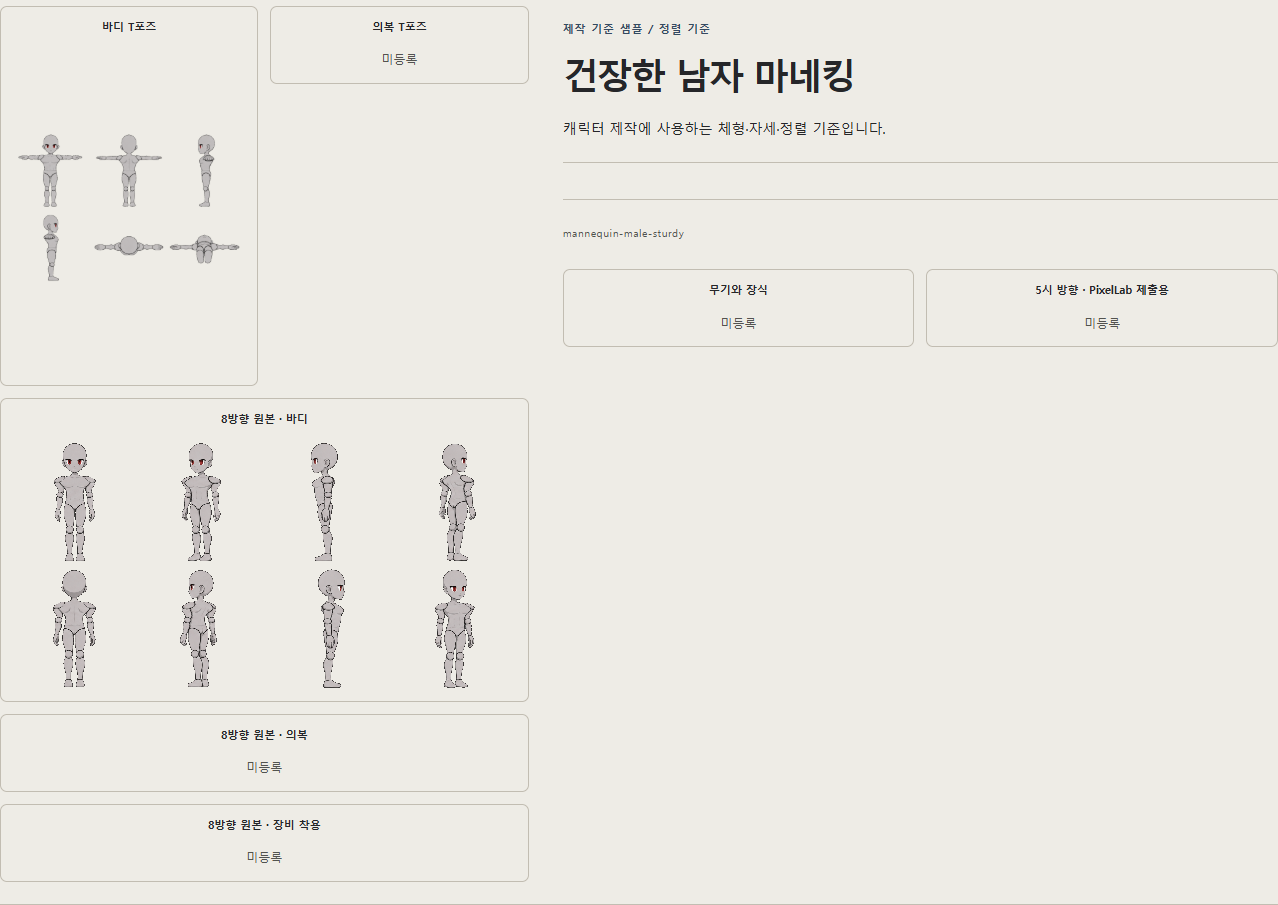 바디 T포즈
의복 T포즈
미등록
8방향 원본 · 바디
8방향 원본 · 의복
미등록
8방향 원본 · 장비 착용
미등록
제작 기준 샘플 / 정렬 기준
건장한 남자 마네킹
캐릭터 제작에 사용하는 체형·자세·정렬 기준입니다.
mannequin-male-sturdy
무기와 장식
미등록
5시 방향 · PixelLab 제출용
미등록